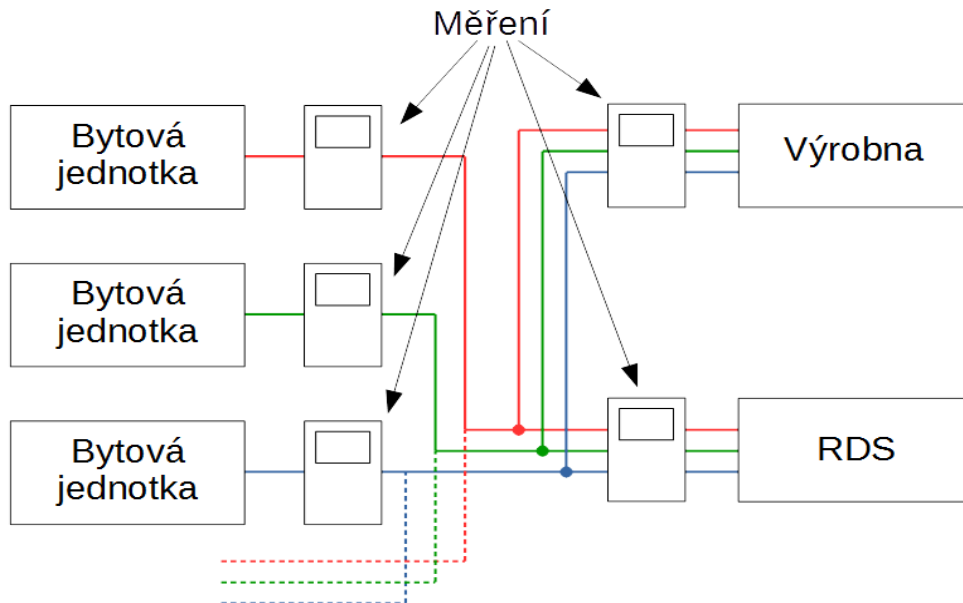 Měření
Bytová
jednotka
Výrobna
Bytová
jednotka
Bytová
jednotka
RDS